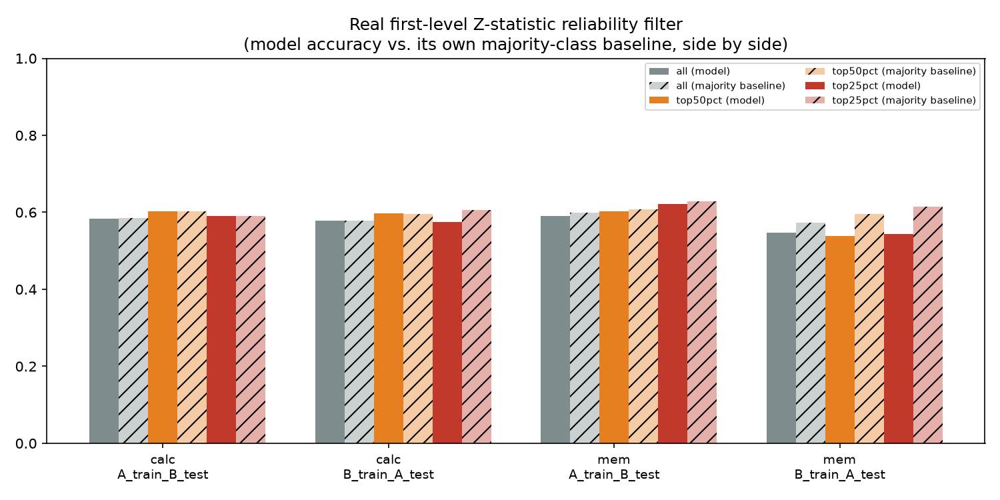 Real first-level Z-statistic reliability filter
(model accuracy vs. its own majority-class baseline, side by side)
all (model)
all (majority baseline)
top50pct (model)
top50pct (majority baseline)
top25pct (model)
top25pct (majority baseline)
1.0
0.8
0.6
0.4
0.2
0.0
calc
A_train_B_test
calc
B_train_A_test
mem
A_train_B_test
mem
B_train_A_test